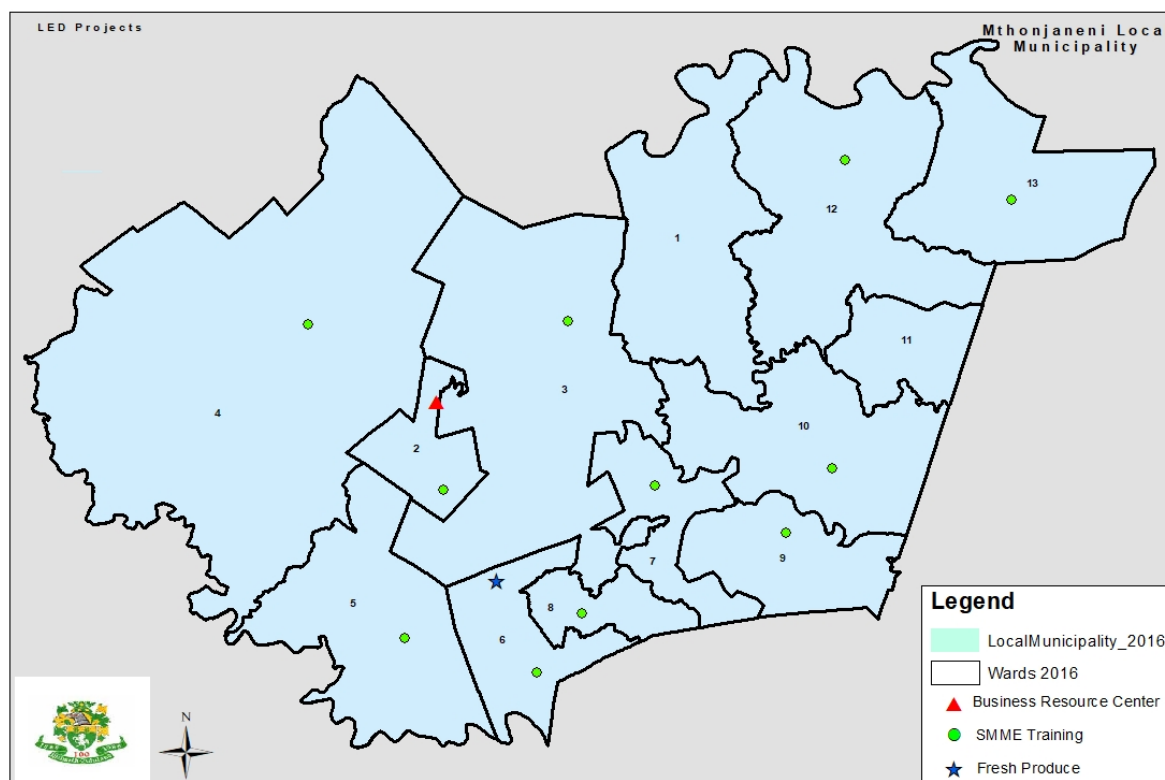 LED Projects
Mthonjaneni Loca
Municipality
13
12
1
11
4
3
2
10
9
7
5
8
6
Legend
LocalMunicipality_2016
Wards 2016
Business Resource Center
SMME Training
Fresh Produce
N
100